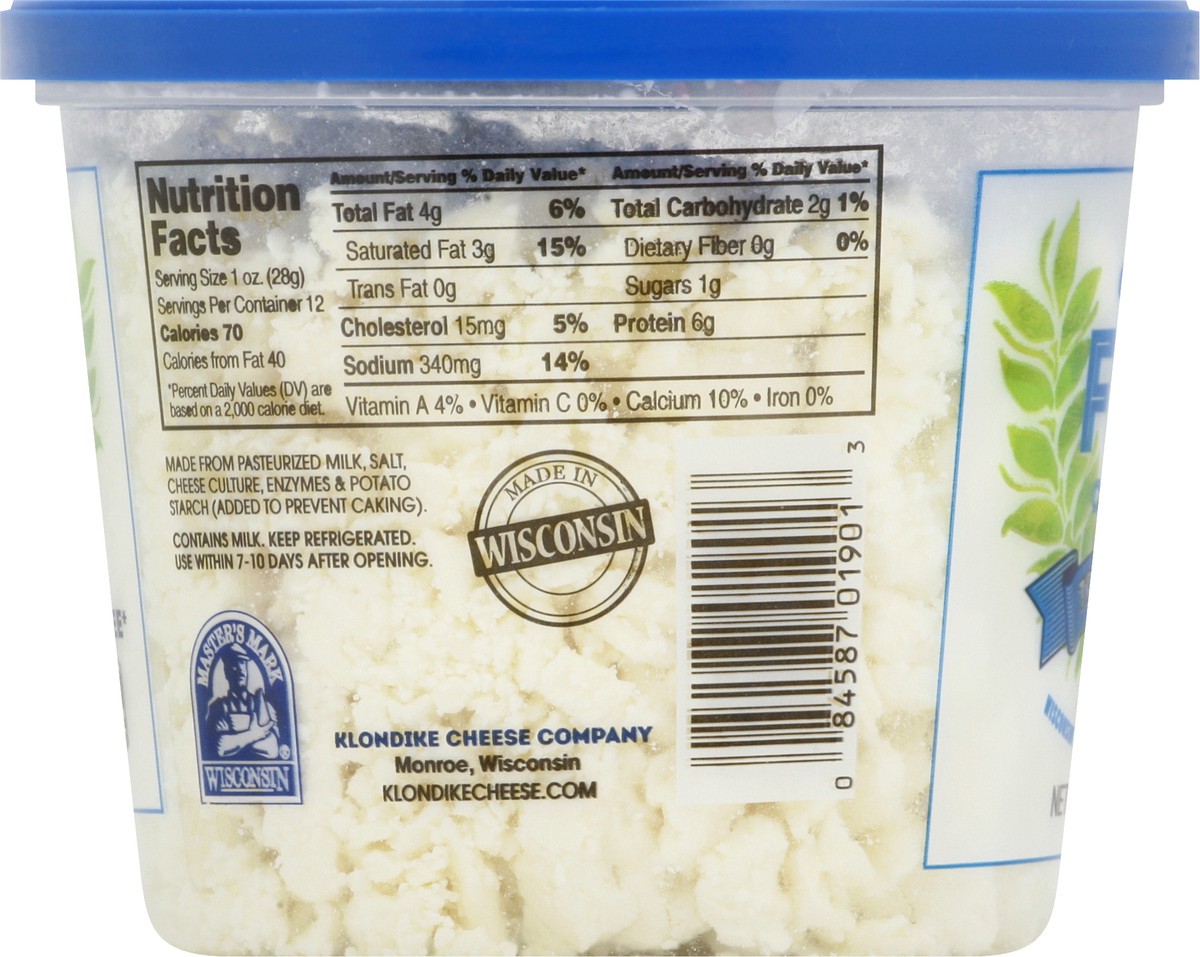 Nutrition
Facts
Serving Size 1 oz. (28g)
Servings Per Container 12
Calories 70
Calories from Fat 40
*Percent Daily Values (DV) are
based on a 2,000 calorie diet.
Amount/Serving % Daily Value*
Total Fat 4g 6%
Saturated Fat 3g 15%
Trans Fat 0g
Cholesterol 15mg 5%
Sodium 340mg 14%
Amount/Serving % Daily Value*
Total Carbohydrate 2g 1%
Dietary Fiber 0g 0%
Sugars 1g
Protein 6g
Vitamin A 4% • Vitamin C 0% • Calcium 10% • Iron 0%
MADE FROM PASTEURIZED MILK, SALT,
CHEESE CULTURE, ENZYMES & POTATO
STARCH (ADDED TO PREVENT CAKING).
CONTAINS MILK. KEEP REFRIGERATED.
USE WITHIN 7-10 DAYS AFTER OPENING.
MADE IN
WISCONSIN
MASTER'S MARK
®
WISCONSIN
KLONDIKE CHEESE COMPANY
Monroe, Wisconsin
KLONDIKECHEESE.COM
0 84587 01901 3